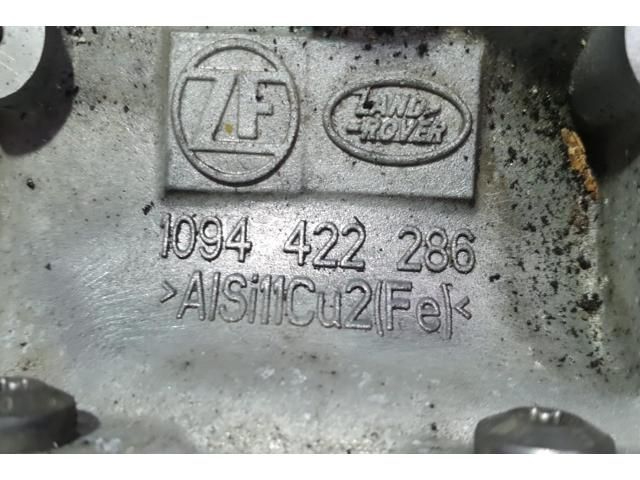 ZF
LAND-
-ROVER
1094 422 286
>AlSi11Cu2(Fe)<